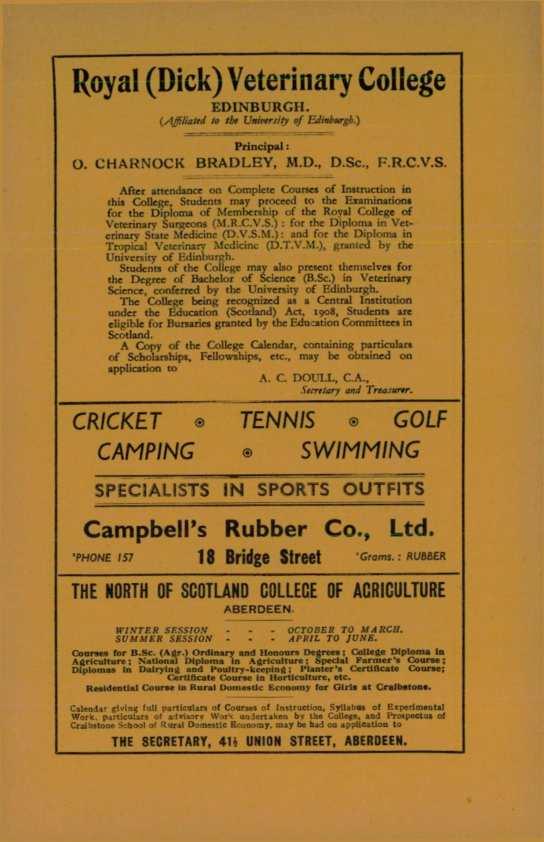 Royal (Dick) Veterinary College
EDINBURGH.
(Affiliated to the University of Edinburgh.)
Principal:
O. CHARNOCK BRADLEY, M.D., D.Sc., F.R.C.V.S.
After attendance on Complete Courses of Instruction in
this College, Students may proceed to the Examinations
for the Diploma of Membership of the Royal College of
Veterinary Surgeons (M.R.C.V.S.) : for the Diploma in Vet-
erinary State Medicine (D.V.S.M.) : and for the Diploma in
Tropical Veterinary Medicine (D.T.V.M.), granted by the
University of Edinburgh.
Students of the College may also present themselves for
the Degree of Bachelor of Science (B.Sc.) in Veterinary
Science, conferred by the University of Edinburgh.
The College being recognized as a Central Institution
under the Education (Scotland) Act, 1908, Students are
eligible for Bursaries granted by the Education Committees in
Scotland.
A Copy of the College Calendar, containing particulars
of Scholarships, Fellowships, etc., may be obtained on
application to
A. C. DOULL, C.A.,
Secretary and Treasurer.
CRICKET ⊙ TENNIS ⊙ GOLF
CAMPING ⊙ SWIMMING
SPECIALISTS IN SPORTS OUTFITS
Campbell's Rubber Co., Ltd.
'PHONE 157 18 Bridge Street 'Grams. : RUBBER
THE NORTH OF SCOTLAND COLLEGE OF AGRICULTURE
ABERDEEN.
WINTER SESSION - - - OCTOBER TO MARCH.
SUMMER SESSION - - - APRIL TO JUNE.
Courses for B.Sc. (Agr.) Ordinary and Honours Degrees; College Diploma in
Agriculture; National Diploma in Agriculture; Special Farmer's Course;
Diplomas in Dairying and Poultry-keeping; Planter's Certificate Course;
Certificate Course in Horticulture, etc.
Residential Course in Rural Domestic Economy for Girls at Craibstone.
Calendar giving full particulars of Courses of Instruction, Syllabus of Experimental
Work, particulars of advisory Work undertaken by the College, and Prospectus of
Craibstone School of Rural Domestic Economy, may be had on application to
THE SECRETARY, 41½ UNION STREET, ABERDEEN.